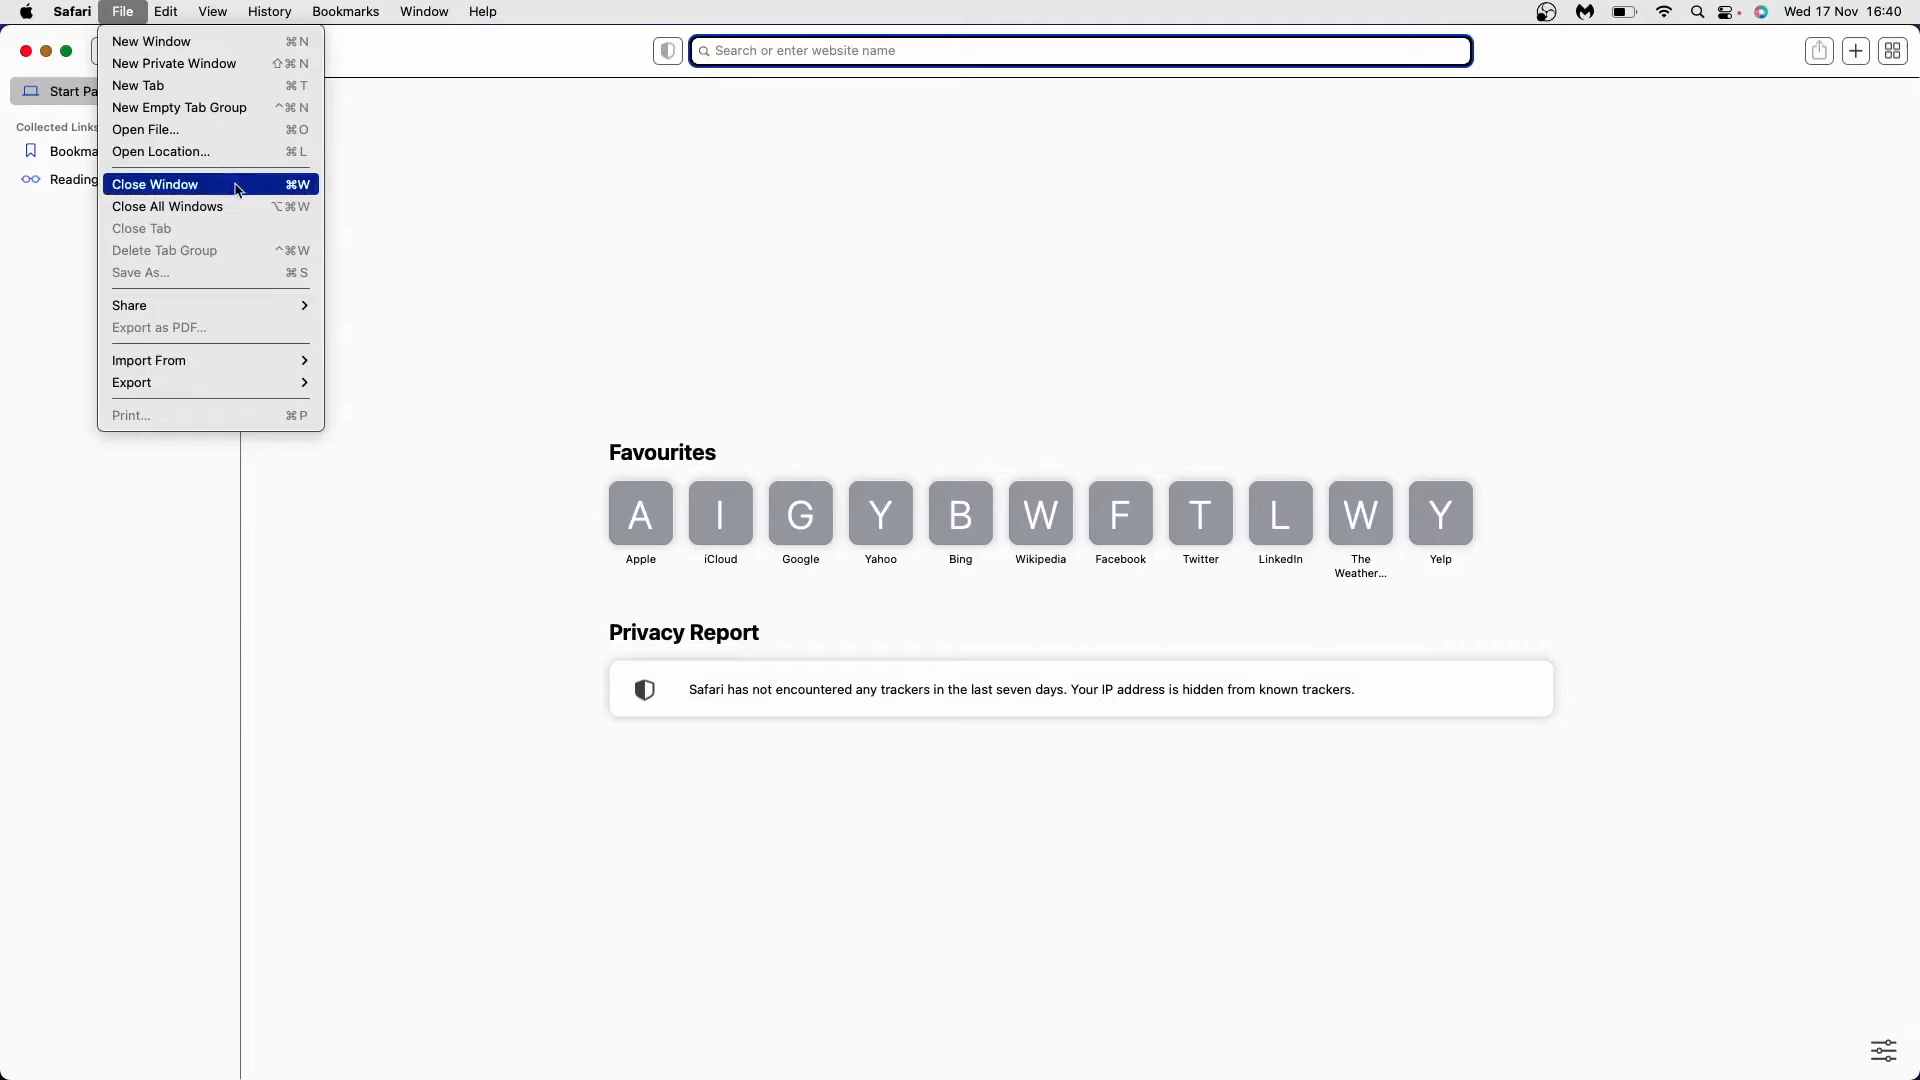 Safari File Edit View History Bookmarks Window Help Wed 17 Nov 16:40
Search or enter website name
New Window ⌘N
New Private Window ⇧⌘N
New Tab ⌘T
New Empty Tab Group ^⌘N
Open File... ⌘O
Open Location... ⌘L
Close Window ⌘W
Close All Windows ⌥⌘W
Close Tab
Delete Tab Group ^⌘W
Save As... ⌘S
Share
Export as PDF...
Import From
Export
Print... ⌘P
Start Pa
Collected Links
Bookma
Reading
Favourites
A I G Y B W F T L W Y
Apple iCloud Google Yahoo Bing Wikipedia Facebook Twitter LinkedIn The Weather... Yelp
Privacy Report
Safari has not encountered any trackers in the last seven days. Your IP address is hidden from known trackers.